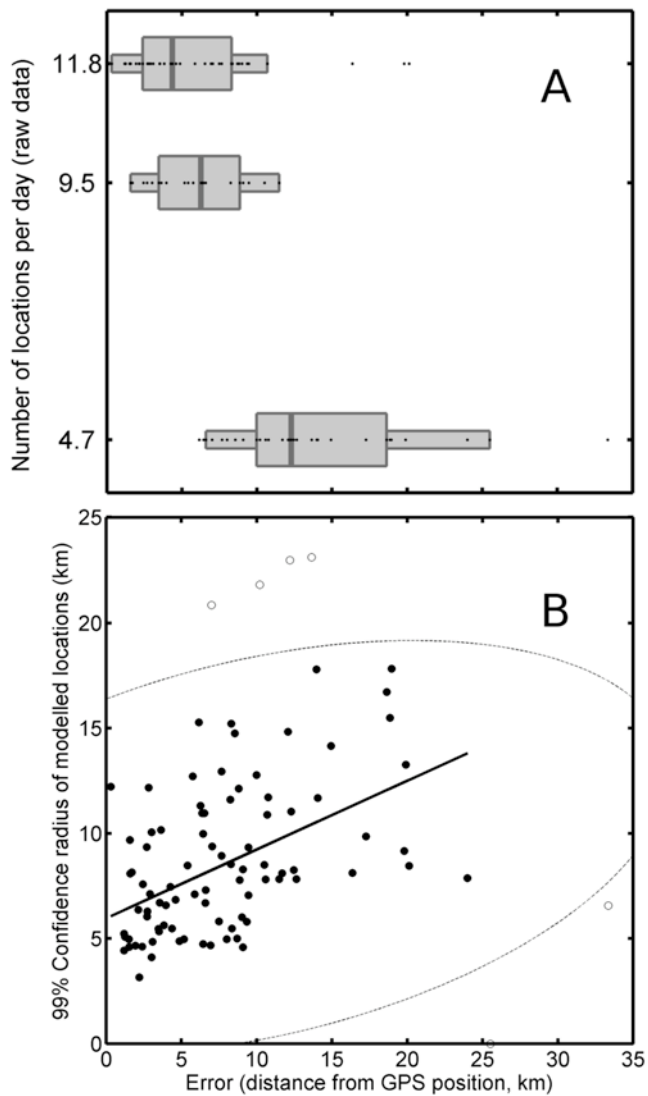 Number of locations per day (raw data)
11.8
9.5
4.7
A
99% Confidence radius of modelled locations (km)
25
20
15
10
5
0
B
0 5 10 15 20 25 30 35
Error (distance from GPS position, km)